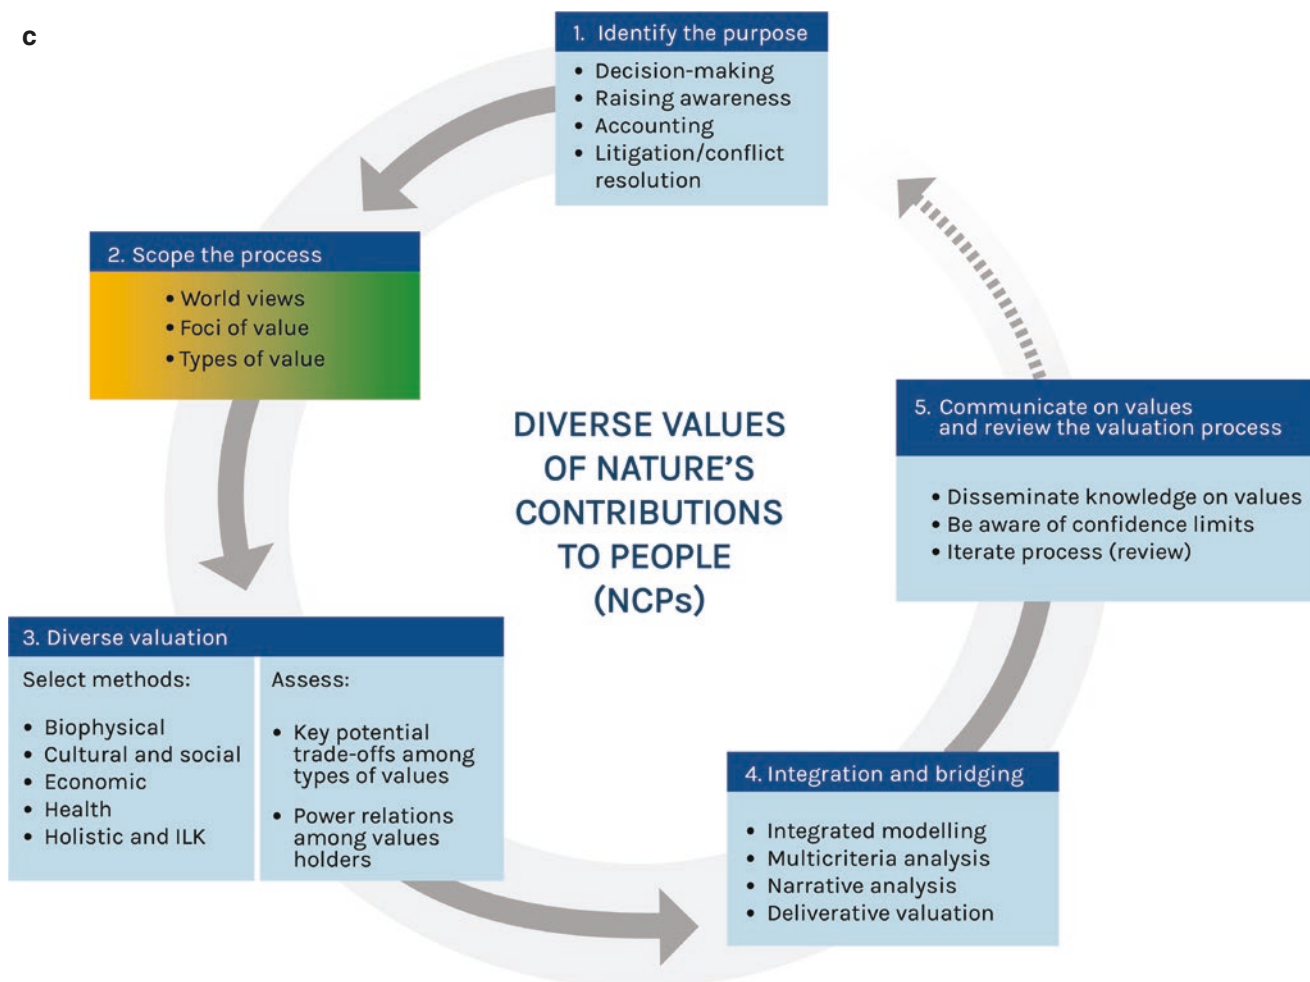 c
1. Identify the purpose
• Decision-making
• Raising awareness
• Accounting
• Litigation/conflict
resolution
2. Scope the process
• World views
• Foci of value
• Types of value
DIVERSE VALUES
OF NATURE'S
CONTRIBUTIONS
TO PEOPLE
(NCPs)
3. Diverse valuation
Select methods:
• Biophysical
• Cultural and social
• Economic
• Health
• Holistic and ILK
Assess:
• Key potential
trade-offs among
types of values
• Power relations
among values
holders
4. Integration and bridging
• Integrated modelling
• Multicriteria analysis
• Narrative analysis
• Deliverative valuation
5. Communicate on values
and review the valuation process
• Disseminate knowledge on values
• Be aware of confidence limits
• Iterate process (review)